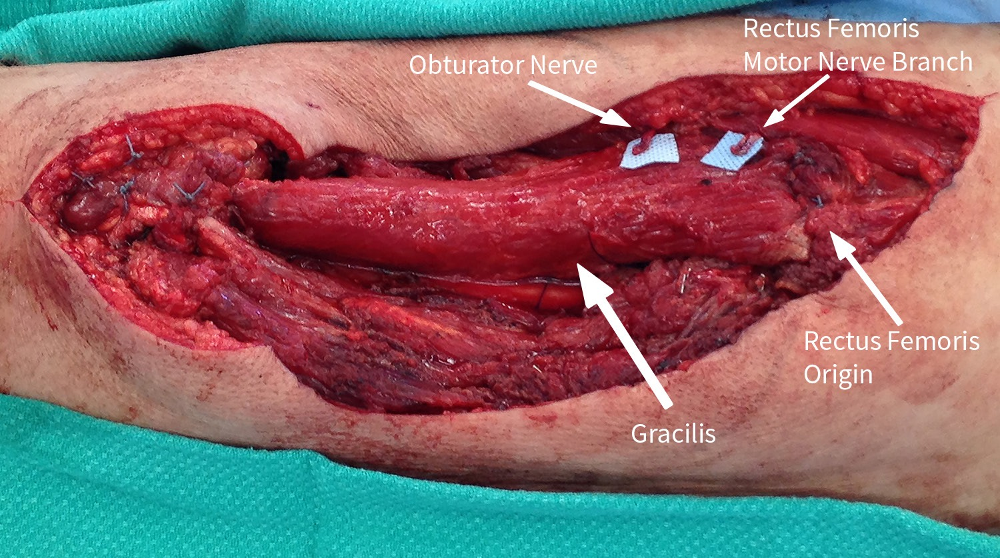 Rectus Femoris
Motor Nerve Branch
Obturator Nerve
Rectus Femoris
Origin
Gracilis